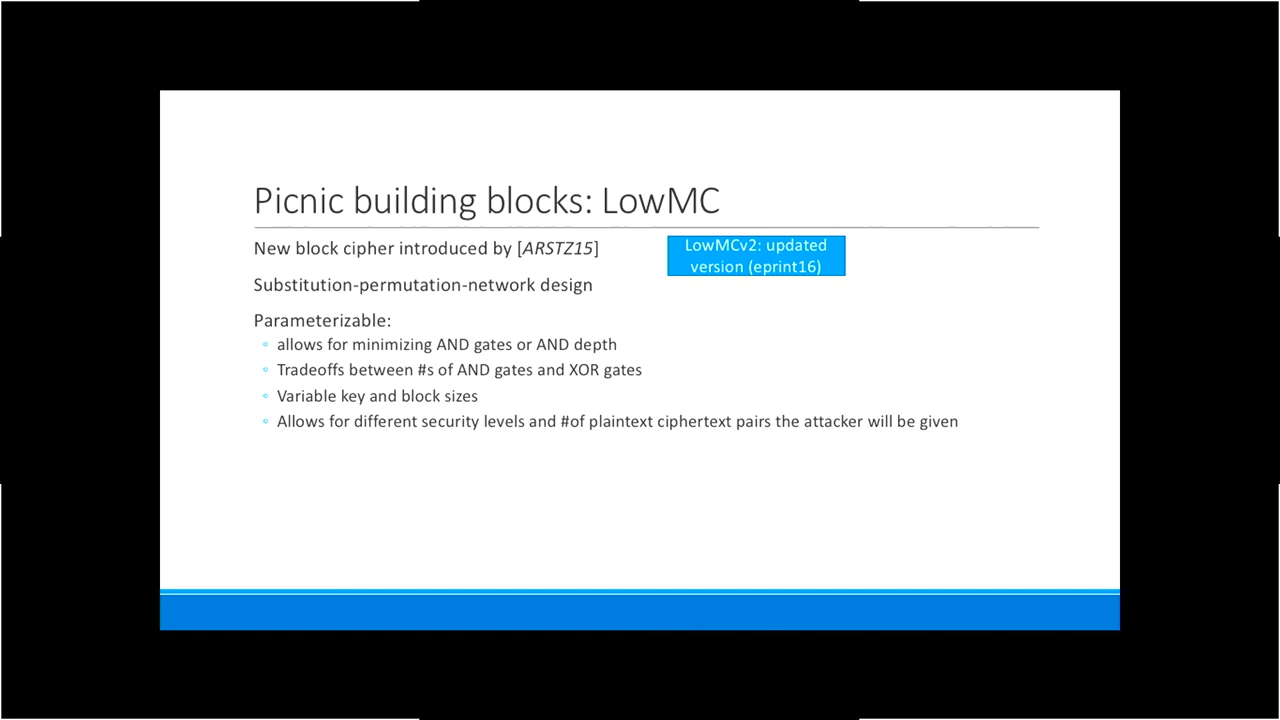 Picnic building blocks: LowMC
New block cipher introduced by [ARSTZ15]
LowMCv2: updated
version (eprint16)
Substitution-permutation-network design
Parameterizable:
◦ allows for minimizing AND gates or AND depth
◦ Tradeoffs between #s of AND gates and XOR gates
◦ Variable key and block sizes
◦ Allows for different security levels and #of plaintext ciphertext pairs the attacker will be given